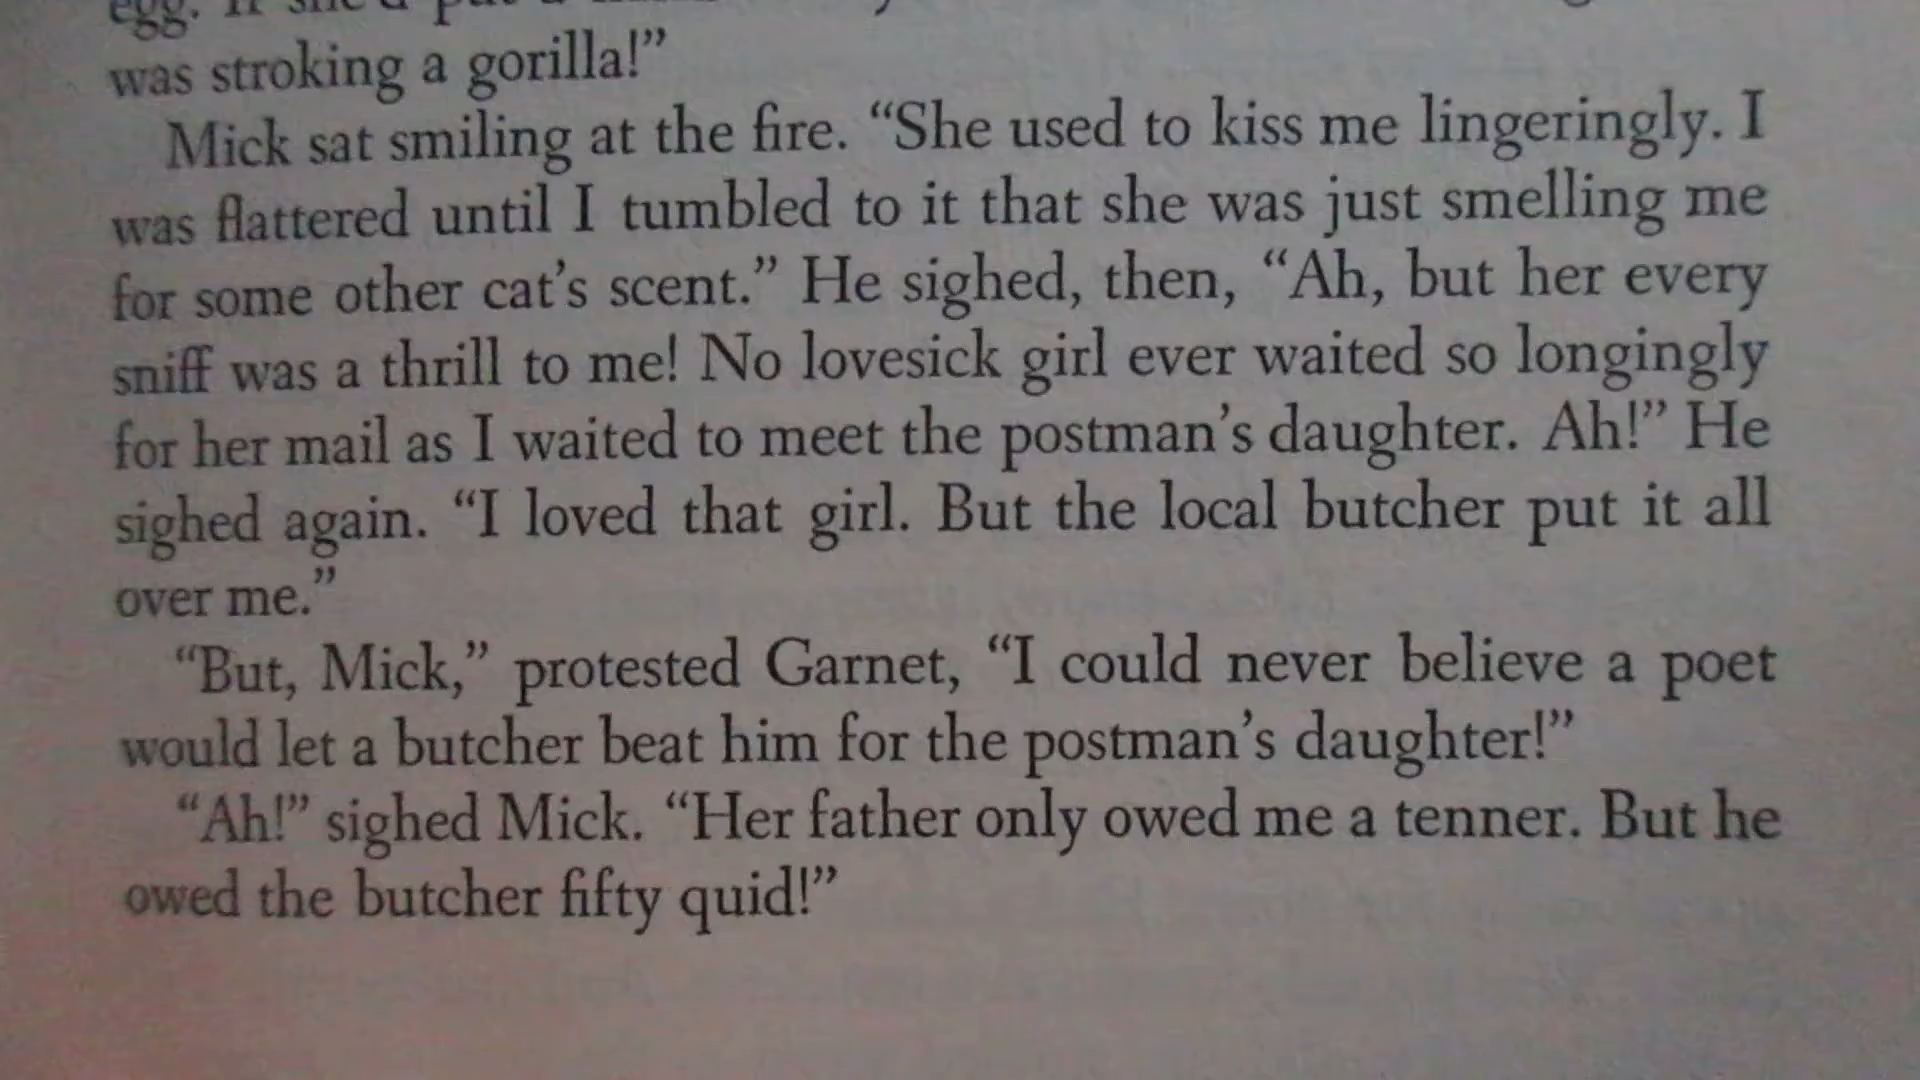 egg. If she'd put a
was stroking a gorilla!”
Mick sat smiling at the fire. “She used to kiss me lingeringly. I
was flattered until I tumbled to it that she was just smelling me
for some other cat’s scent.” He sighed, then, “Ah, but her every
sniff was a thrill to me! No lovesick girl ever waited so longingly
for her mail as I waited to meet the postman’s daughter. Ah!” He
sighed again. “I loved that girl. But the local butcher put it all
over me.”
“But, Mick,” protested Garnet, “I could never believe a poet
would let a butcher beat him for the postman’s daughter!”
“Ah!” sighed Mick. “Her father only owed me a tenner. But he
owed the butcher fifty quid!”